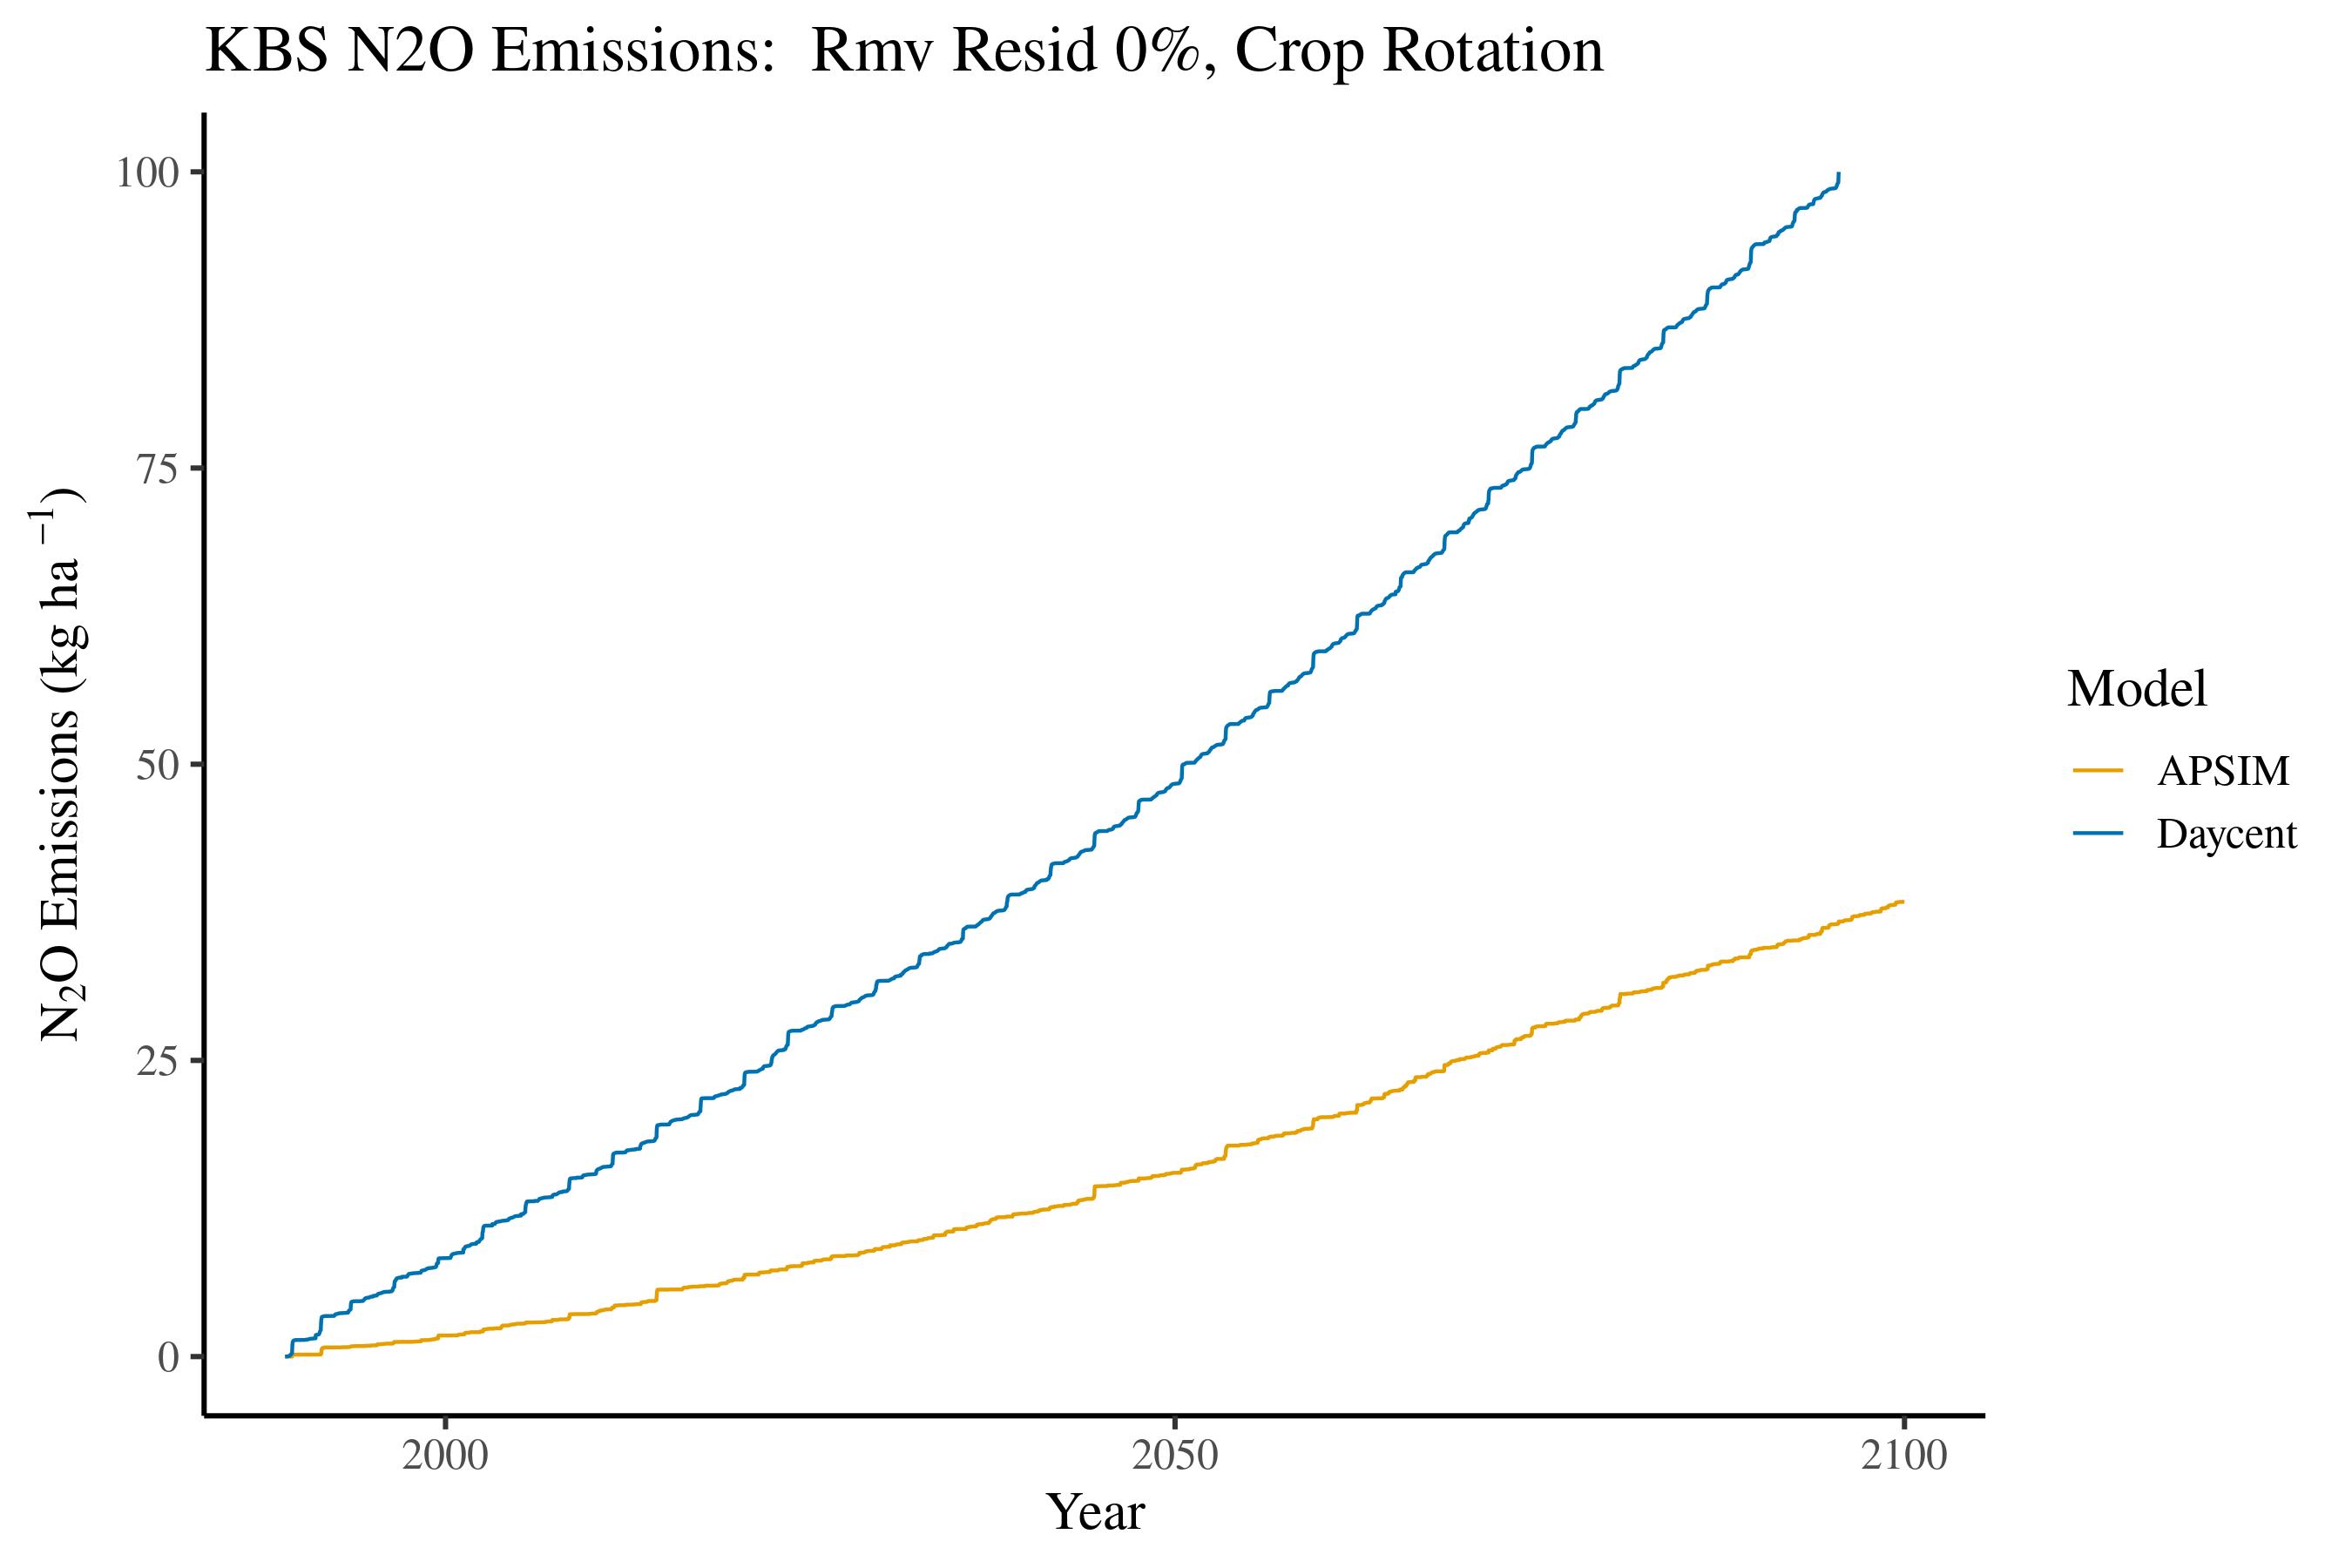 KBS N2O Emissions:  Rmv Resid 0%, Crop Rotation
N₂O Emissions (kg ha ⁻¹)
100
75
50
25
0
2000 2050 2100
Year
Model
APSIM
Daycent